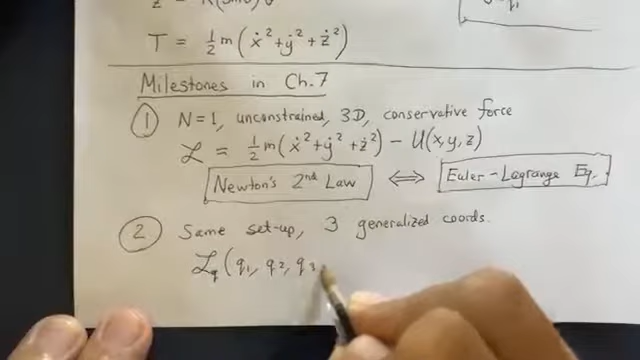 T = ½m(ẋ²+ẏ²+ż²)
Milestones in Ch.7
① N=1, unconstrained, 3D, conservative force
ℒ = ½m(ẋ²+ẏ²+ż²) − U(x,y,z)
Newton's 2nd Law ⟺ Euler-Lagrange Eq.
② Same set-up, 3 generalized coords.
ℒq(q₁, q₂, q₃